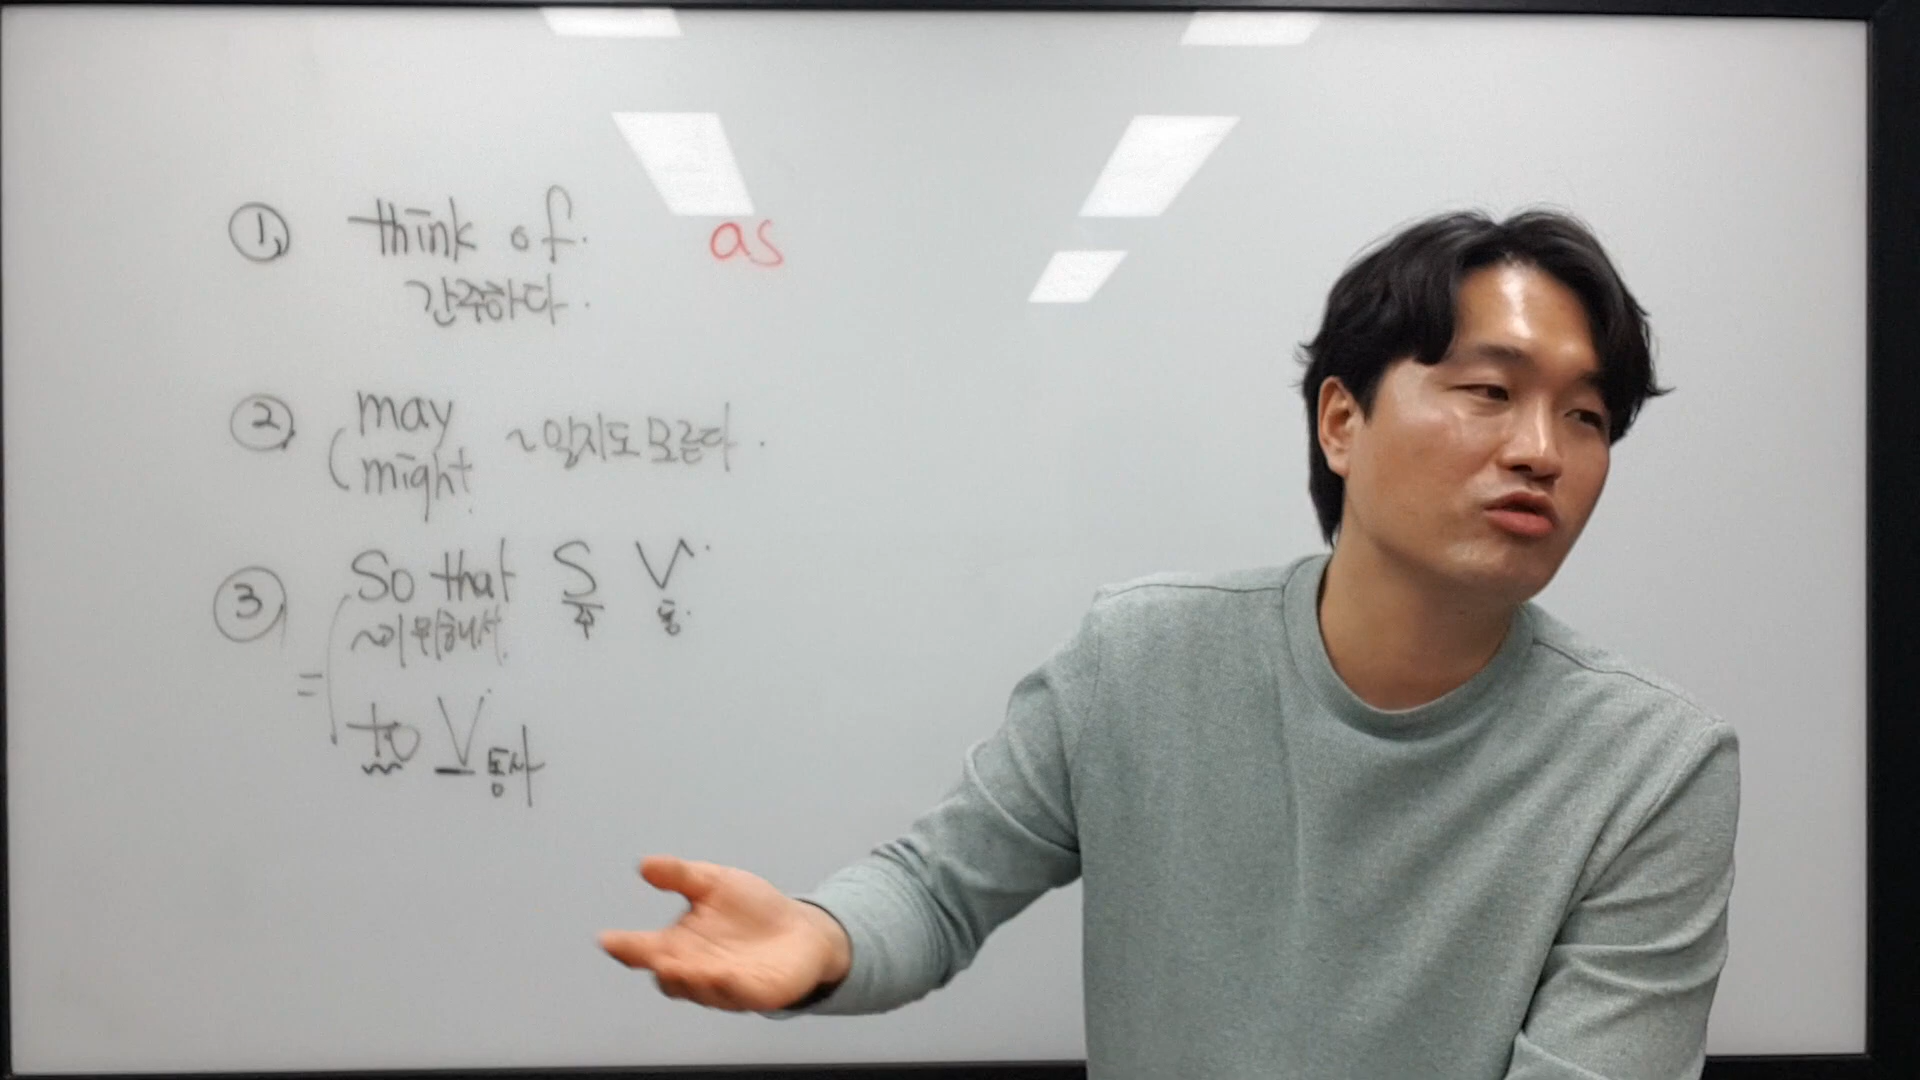 ① think of as
간주하다.
② may
might ~일지도 모른다.
③ So that S V
~기 위해서 주 동
= to V 동사